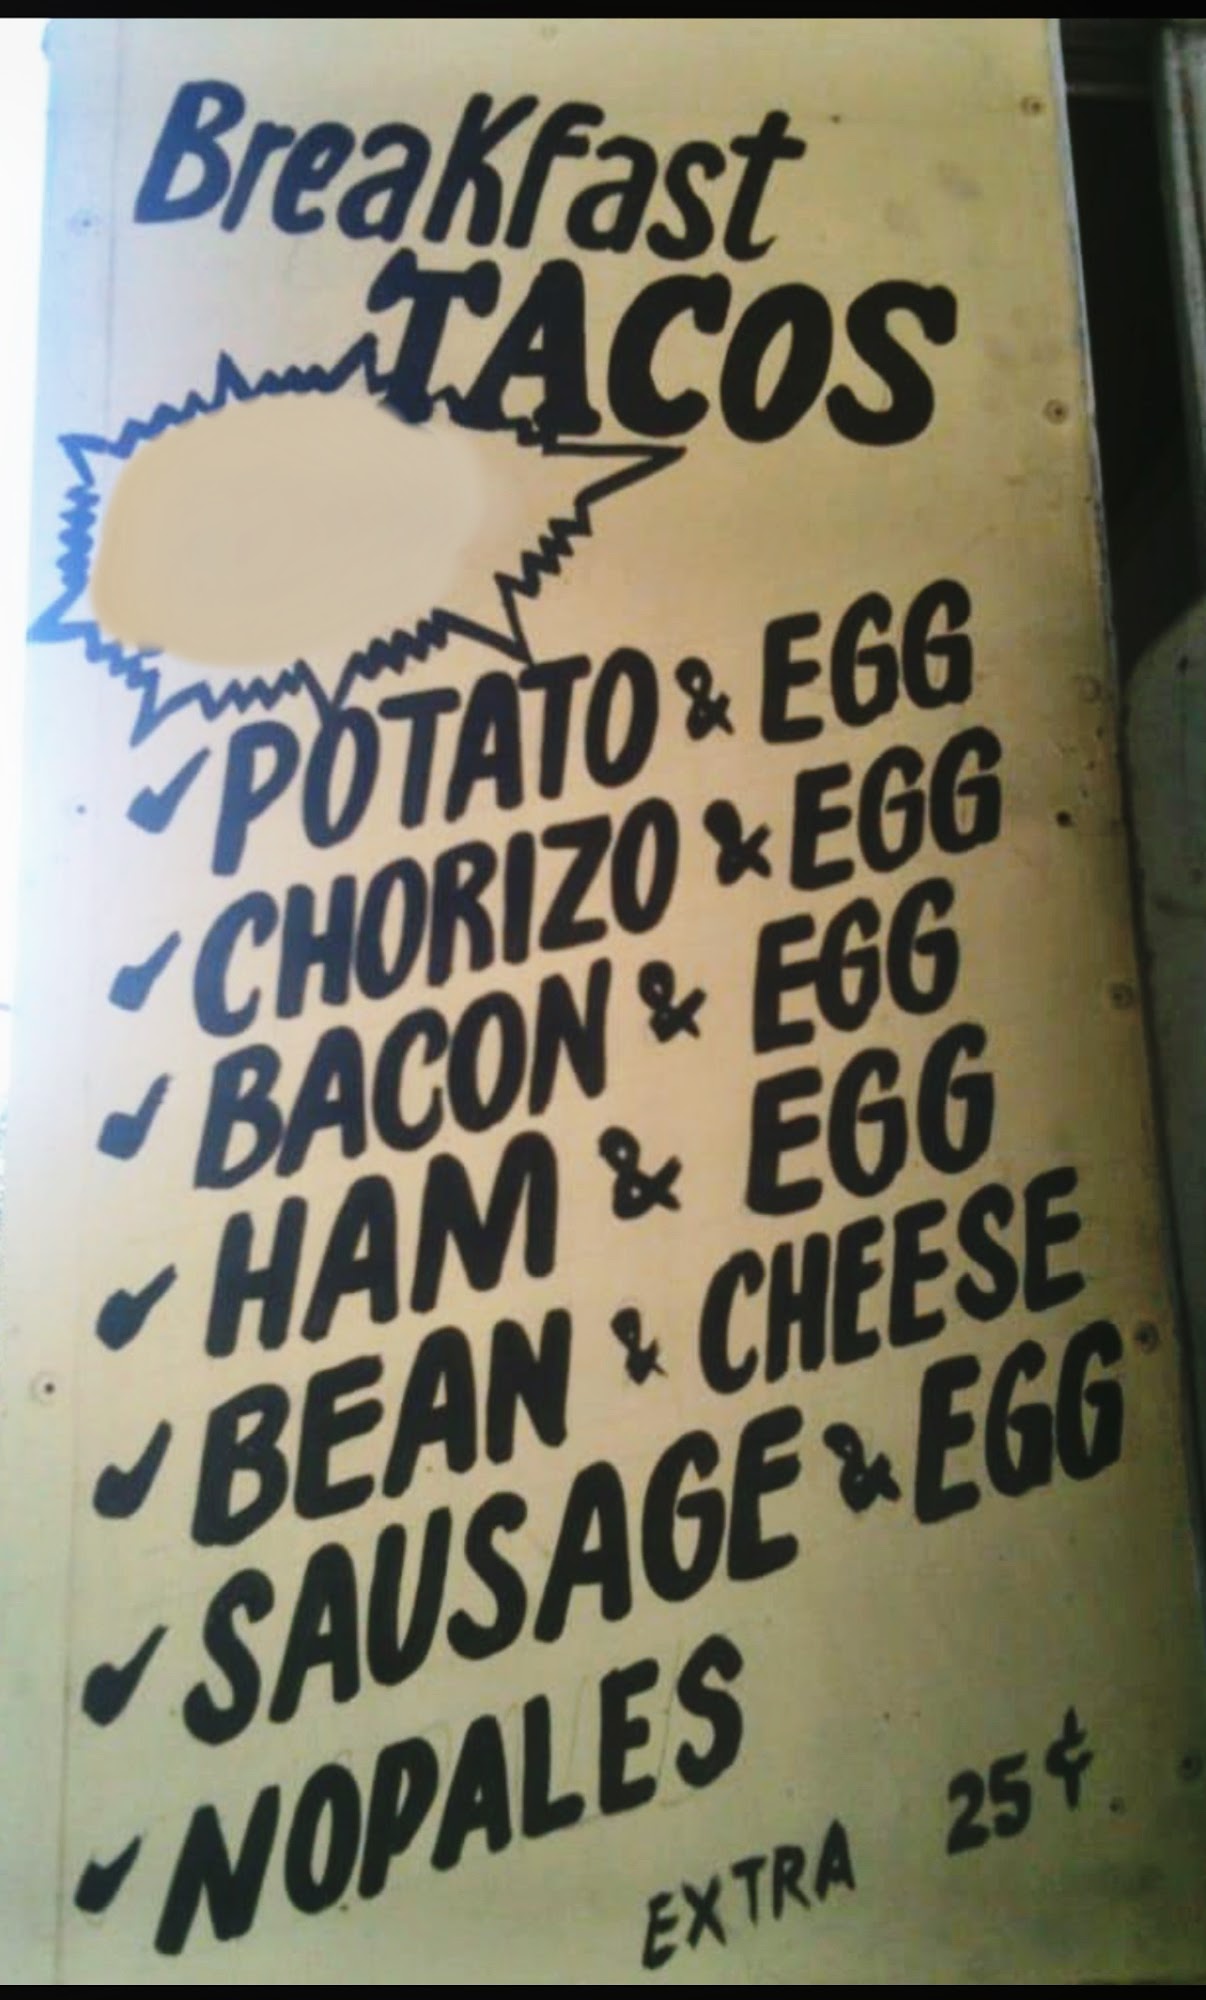 Breakfast
TACOS
✓ POTATO & EGG
✓ CHORIZO & EGG
✓ BACON & EGG
✓ HAM & EGG
✓ BEAN & CHEESE
✓ SAUSAGE & EGG
✓ NOPALES
EXTRA 25¢